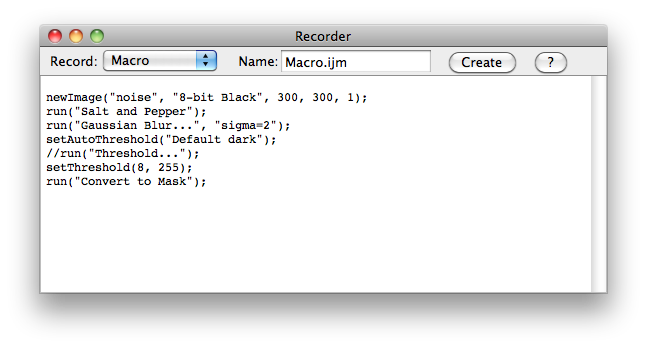 Recorder
Record: Macro Name: Macro.ijm Create ?
newImage("noise", "8-bit Black", 300, 300, 1);
run("Salt and Pepper");
run("Gaussian Blur...", "sigma=2");
setAutoThreshold("Default dark");
//run("Threshold...");
setThreshold(8, 255);
run("Convert to Mask");